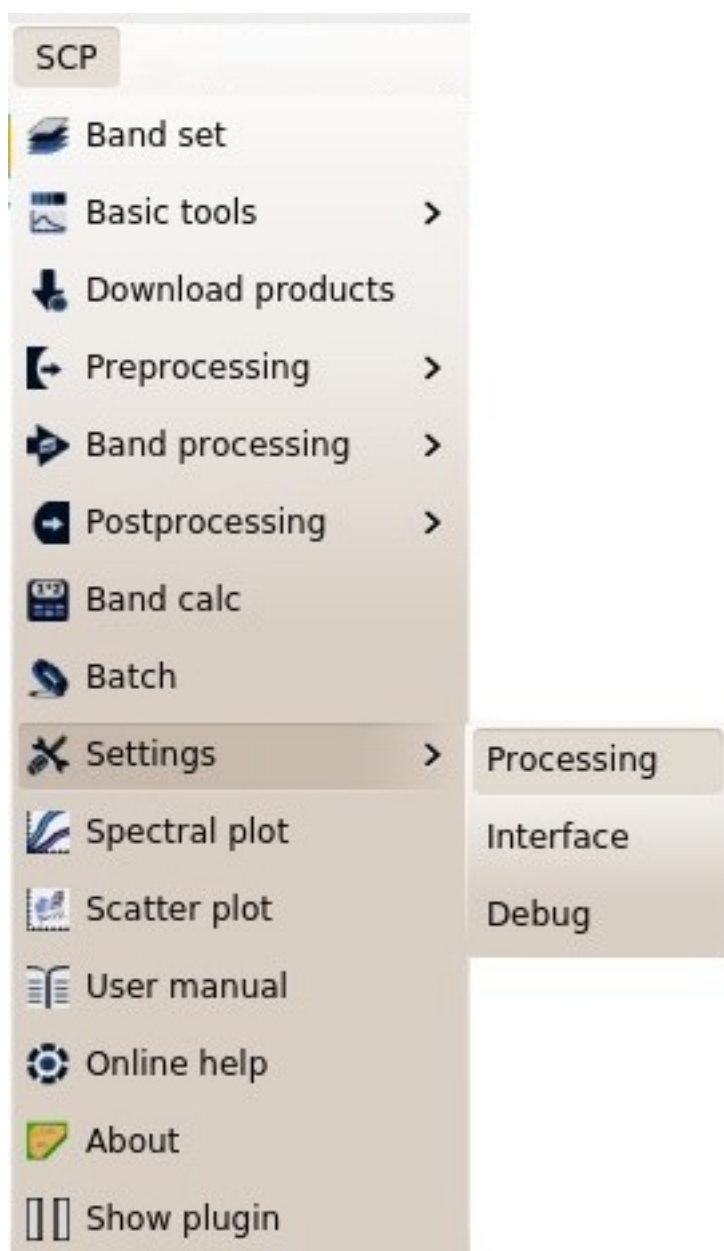 SCP
Band set
Basic tools
Download products
Preprocessing
Band processing
Postprocessing
Band calc
Batch
Settings
Processing
Interface
Debug
Spectral plot
Scatter plot
User manual
Online help
About
Show plugin